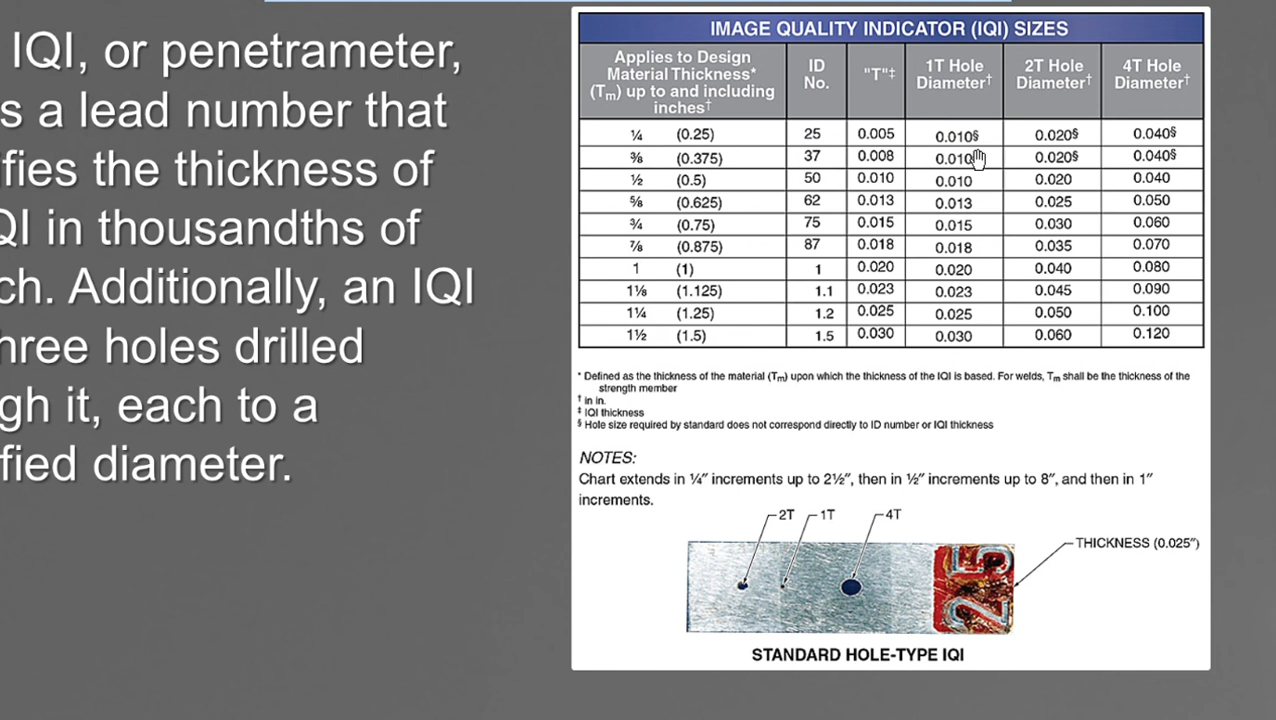 IQI, or penetrameter,
s a lead number that
ifies the thickness of
QI in thousandths of
ch. Additionally, an IQI
hree holes drilled
gh it, each to a
fied diameter.
IMAGE QUALITY INDICATOR (IQI) SIZES
Applies to Design Material Thickness* (Tm) up to and including inches† ID No. "T"‡ 1T Hole Diameter† 2T Hole Diameter† 4T Hole Diameter†
¼ (0.25) 25 0.005 0.010§ 0.020§ 0.040§
⅜ (0.375) 37 0.008 0.010 0.020§ 0.040§
½ (0.5) 50 0.010 0.010 0.020 0.040
⅝ (0.625) 62 0.013 0.013 0.025 0.050
¾ (0.75) 75 0.015 0.015 0.030 0.060
⅞ (0.875) 87 0.018 0.018 0.035 0.070
1 (1) 1 0.020 0.020 0.040 0.080
1⅛ (1.125) 1.1 0.023 0.023 0.045 0.090
1¼ (1.25) 1.2 0.025 0.025 0.050 0.100
1½ (1.5) 1.5 0.030 0.030 0.060 0.120
* Defined as the thickness of the material (Tm) upon which the thickness of the IQI is based. For welds, Tm shall be the thickness of the
strength member
† in in.
‡ IQI thickness
§ Hole size required by standard does not correspond directly to ID number or IQI thickness
NOTES:
Chart extends in ¼" increments up to 2½", then in ½" increments up to 8", and then in 1"
increments.
2T 1T 4T
THICKNESS (0.025")
25
STANDARD HOLE-TYPE IQI